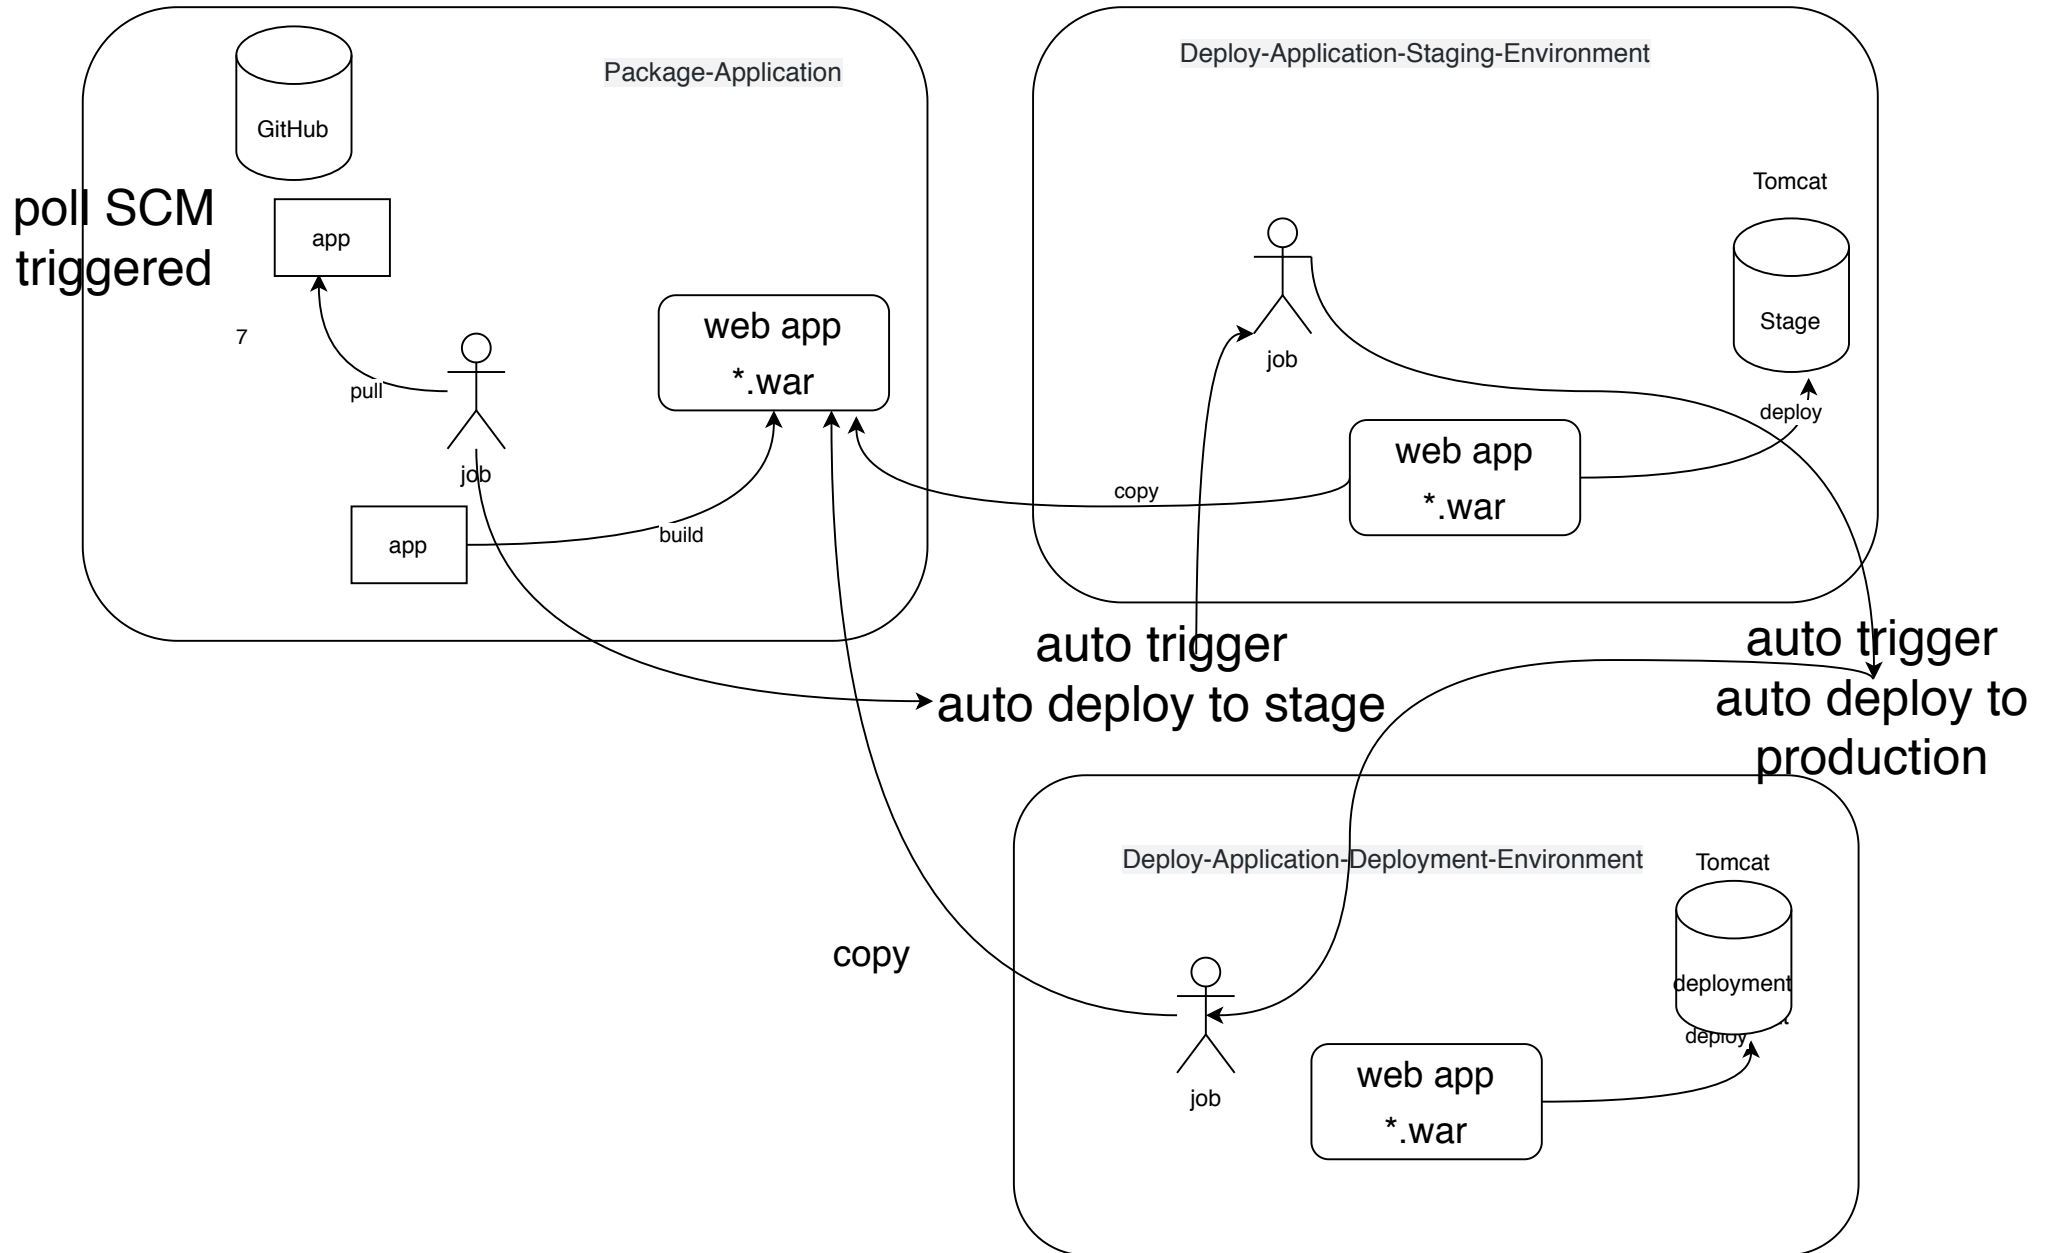 GitHub
Package-Application
poll SCM
triggered
app
7
pull
job
web app
*.war
app
build
Deploy-Application-Staging-Environment
Tomcat
Stage
job
deploy
web app
*.war
copy
auto trigger
auto deploy to stage
auto trigger
auto deploy to
production
Deploy-Application-Deployment-Environment
Tomcat
deployment
deploy
copy
job
web app
*.war